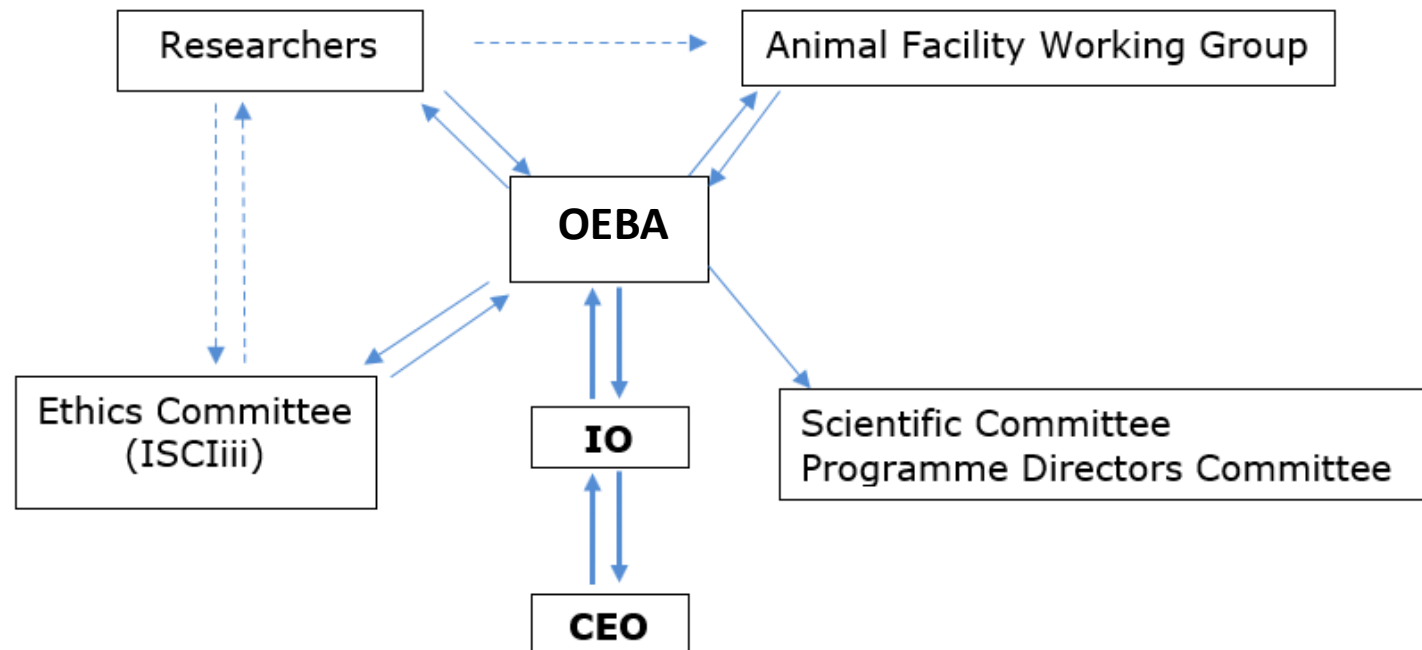 Researchers
Animal Facility Working Group
OEBA
Ethics Committee
(ISCIiii)
IO
Scientific Committee
Programme Directors Committee
CEO